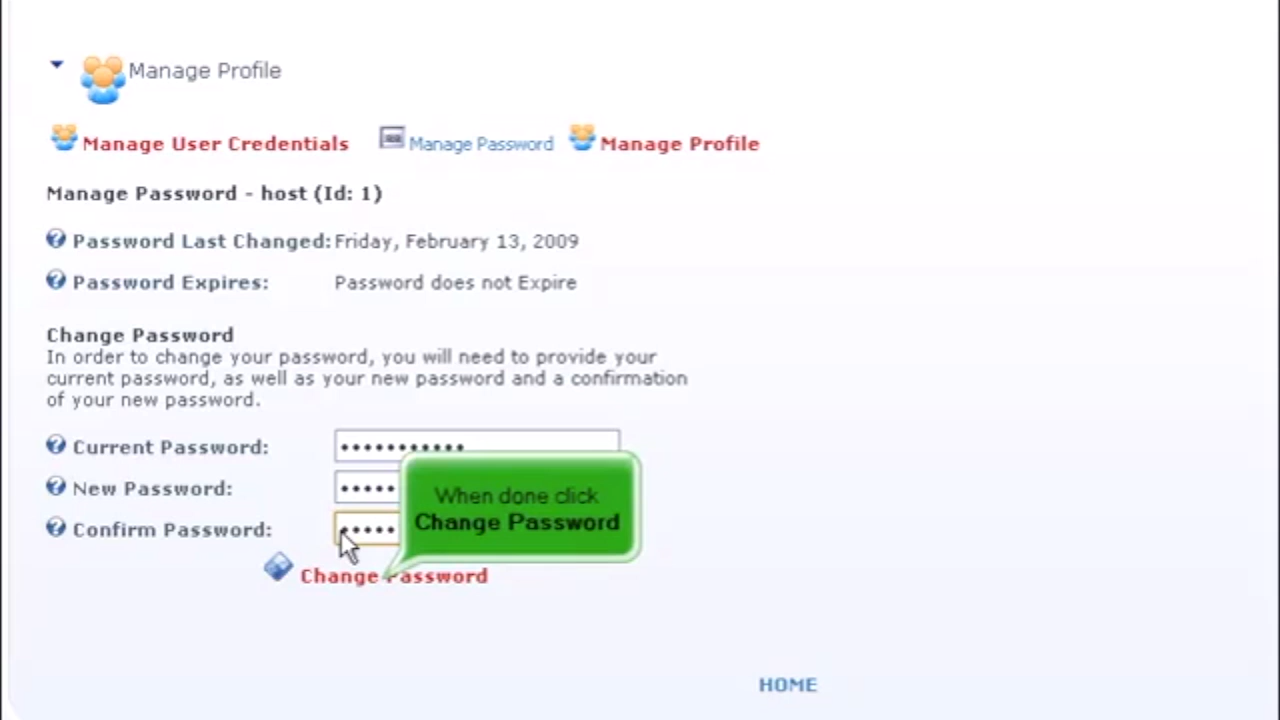 Manage Profile
Manage User Credentials Manage Password Manage Profile
Manage Password - host (Id: 1)
Password Last Changed: Friday, February 13, 2009
Password Expires: Password does not Expire
Change Password
In order to change your password, you will need to provide your
current password, as well as your new password and a confirmation
of your new password.
Current Password: •••••••••••
New Password: •••••
Confirm Password: •••••
When done click
Change Password
Change Password
HOME